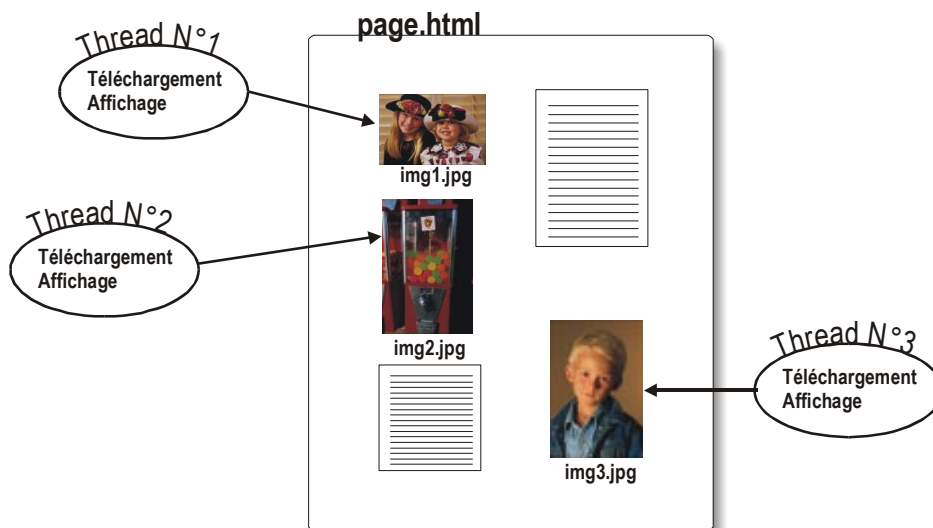 page.html
Thread N°1
Téléchargement
Affichage
img1.jpg
Thread N°2
Téléchargement
Affichage
img2.jpg
Thread N°3
Téléchargement
Affichage
img3.jpg